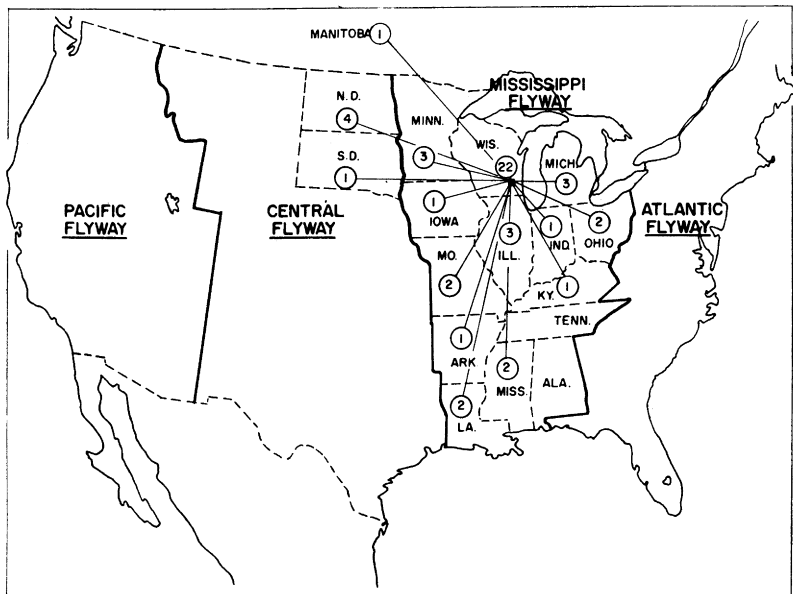 MANITOBA 1
MISSISSIPPI
FLYWAY
N.D.
4
MINN.
WIS.
S.D.
3
22
MICH.
1
3
PACIFIC
FLYWAY
CENTRAL
FLYWAY
1
IOWA
3
ILL.
1
IND.
2
OHIO
ATLANTIC
FLYWAY
MO.
2
KY.
1
TENN.
1
ARK
2
MISS.
ALA.
2
LA.